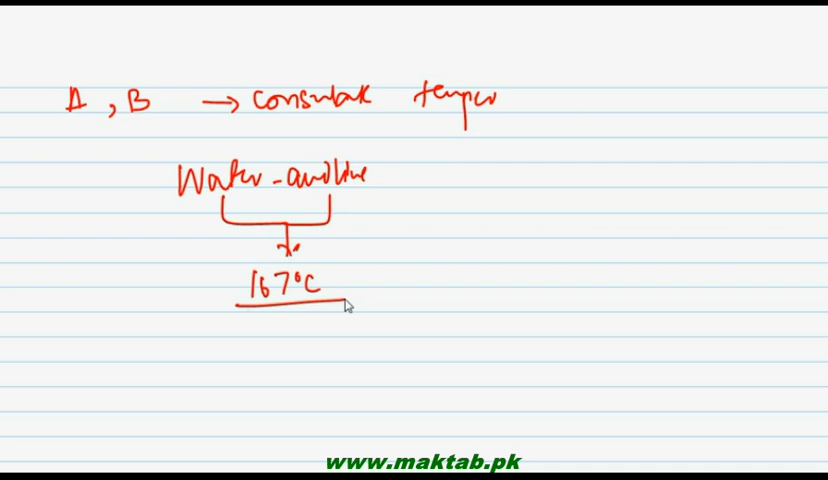 A , B → Consulate temper
Water - aniline
167°C
www.maktab.pk